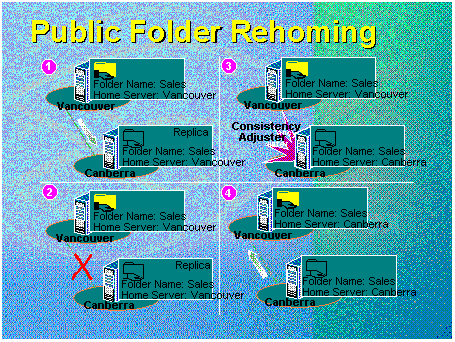 Public Folder Rehoming
1
Folder Name: Sales
Home Server: Vancouver
Vancouver
Replica
Folder Name: Sales
Home Server: Vancouver
Canberra
2
Folder Name: Sales
Home Server: Vancouver
Vancouver
Replica
Folder Name: Sales
Home Server: Vancouver
Canberra
3
Folder Name: Sales
Home Server: Vancouver
Vancouver
Consistency
Adjuster
Folder Name: Sales
Home Server: Canberra
Canberra
4
Folder Name: Sales
Home Server: Canberra
Vancouver
Folder Name: Sales
Home Server: Canberra
Canberra